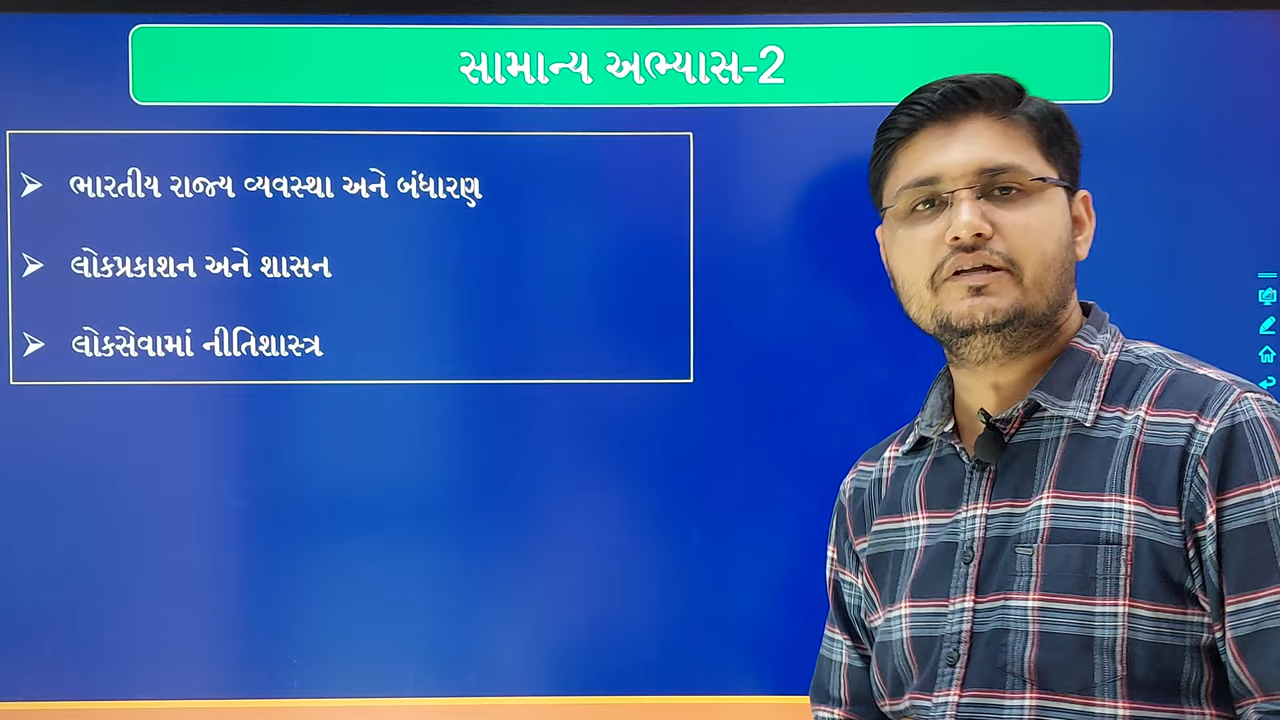 સામાન્ય અભ્યાસ-2
ભારતીય રાજ્ય વ્યવસ્થા અને બંધારણ
લોકપ્રકાશન અને શાસન
લોકસેવામાં નીતિશાસ્ત્ર